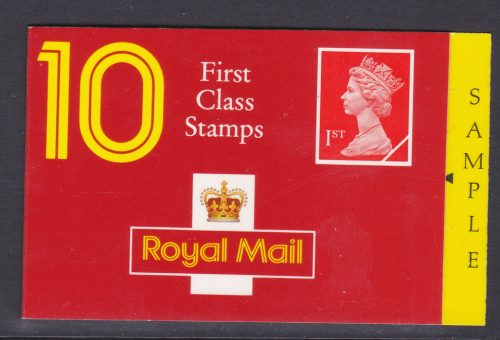 10
First
Class
Stamps
1ST
Royal Mail
SAMPLE